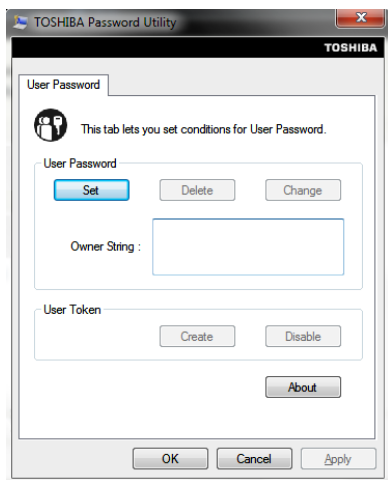 TOSHIBA Password Utility
TOSHIBA
User Password
This tab lets you set conditions for User Password.
User Password
Set Delete Change
Owner String :
User Token
Create Disable
About
OK Cancel Apply